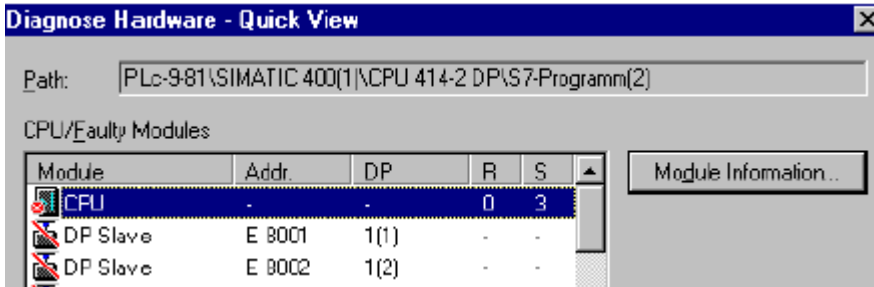 Diagnose Hardware - Quick View
Path: PLc-9-81\SIMATIC 400(1)\CPU 414-2 DP\S7-Programm(2)
CPU/Faulty Modules
Module Addr. DP R S Module Information...
CPU - - 0 3
DP Slave E 8001 1(1) - -
DP Slave E 8002 1(2) - -